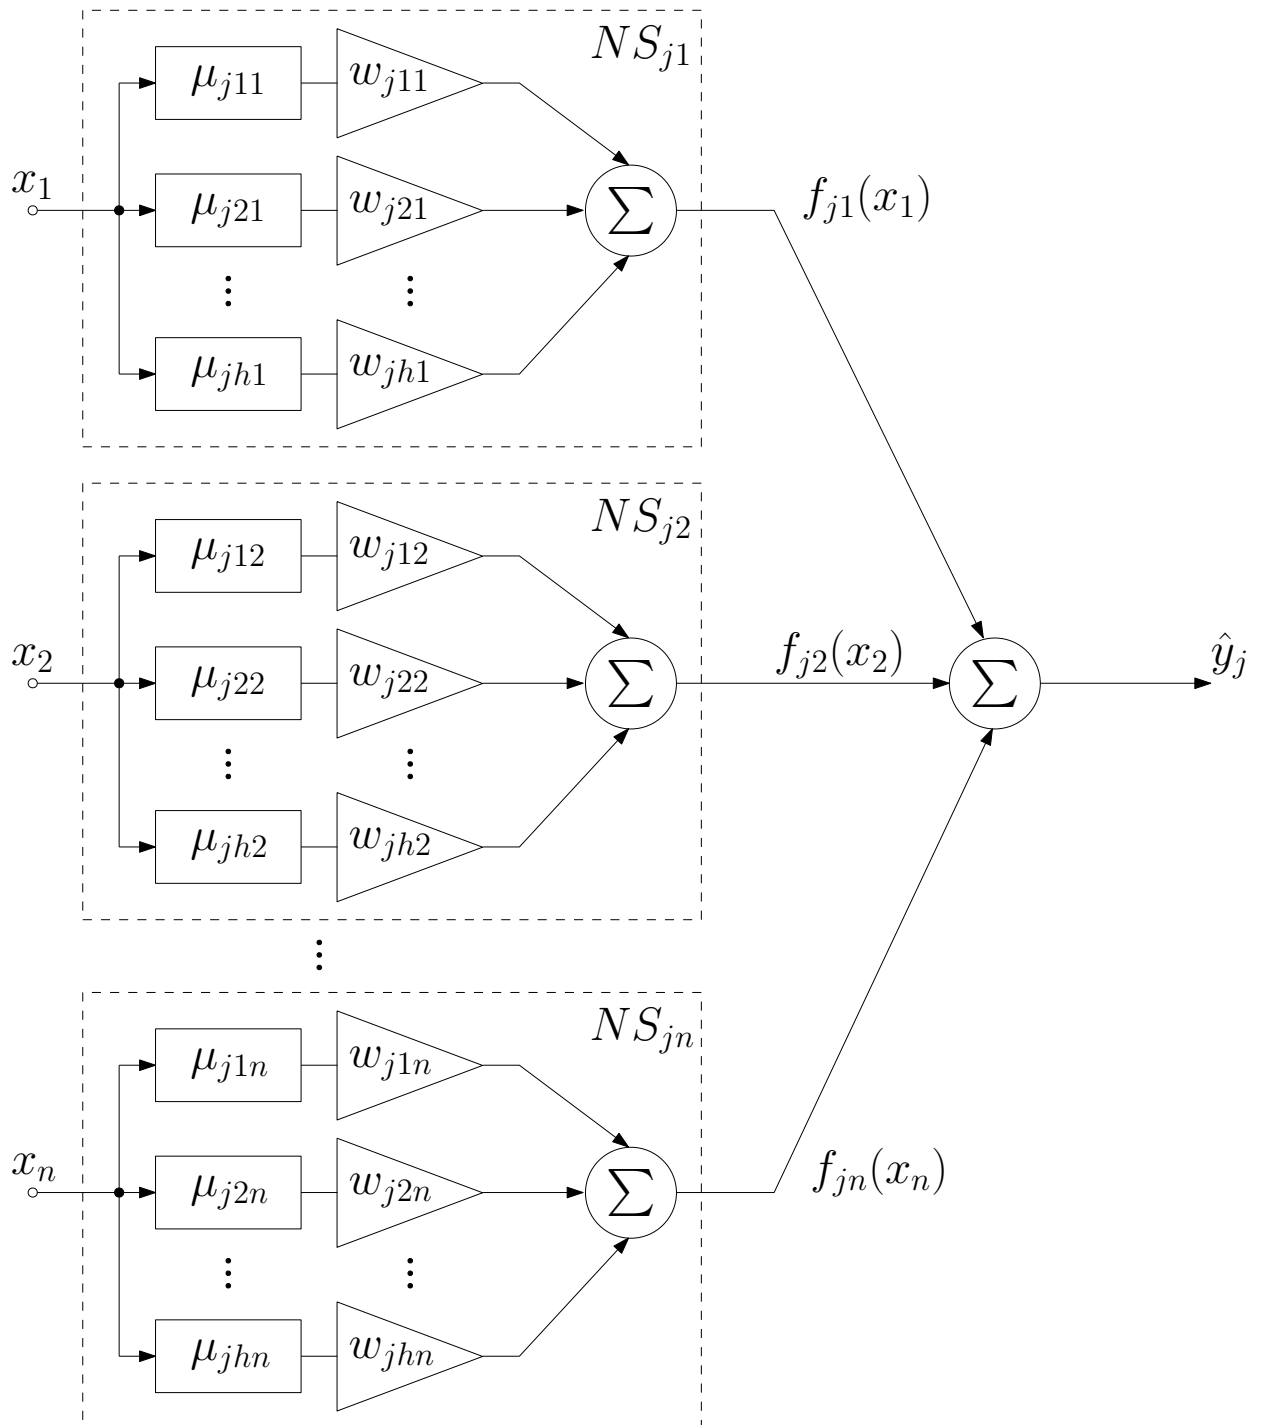 NS_{j1}
μ_{j11} w_{j11}
x_1 μ_{j21} w_{j21} Σ f_{j1}(x_1)
⋮ ⋮
μ_{jh1} w_{jh1}
NS_{j2}
μ_{j12} w_{j12}
x_2 μ_{j22} w_{j22} Σ f_{j2}(x_2) Σ ŷ_j
⋮ ⋮
μ_{jh2} w_{jh2}
⋮
NS_{jn}
μ_{j1n} w_{j1n}
x_n μ_{j2n} w_{j2n} Σ f_{jn}(x_n)
⋮ ⋮
μ_{jhn} w_{jhn}